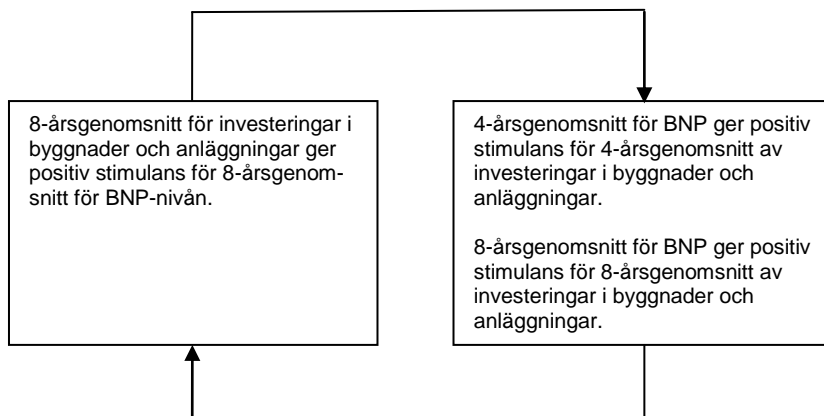 8-årsgenomsnitt för investeringar i
byggnader och anläggningar ger
positiv stimulans för 8-årsgenom-
snitt för BNP-nivån.
4-årsgenomsnitt för BNP ger positiv
stimulans för 4-årsgenomsnitt av
investeringar i byggnader och
anläggningar.
8-årsgenomsnitt för BNP ger positiv
stimulans för 8-årsgenomsnitt av
investeringar i byggnader och
anläggningar.